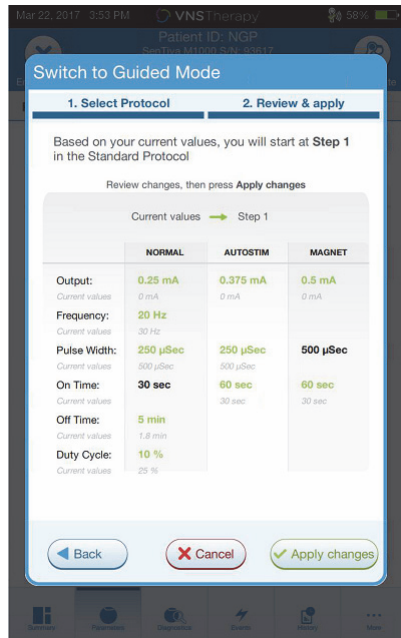 Mar 22, 2017 3:53 PM VNSTherapy 58%
Patient ID: NGP
SenTiva M1000 S/N: 93617
Switch to Guided Mode
1. Select Protocol 2. Review & apply
Based on your current values, you will start at Step 1
in the Standard Protocol
Review changes, then press Apply changes
Current values Step 1
NORMAL AUTOSTIM MAGNET
Output: 0.25 mA 0.375 mA 0.5 mA
Current values 0 mA 0 mA 0 mA
Frequency: 20 Hz
Current values 30 Hz
Pulse Width: 250 µSec 250 µSec 500 µSec
Current values 500 µSec 500 µSec
On Time: 30 sec 60 sec 60 sec
Current values 30 sec 30 sec
Off Time: 5 min
Current values 1.8 min
Duty Cycle: 10 %
Current values 25 %
Back Cancel Apply changes
Summary Parameters Diagnostics Events History More